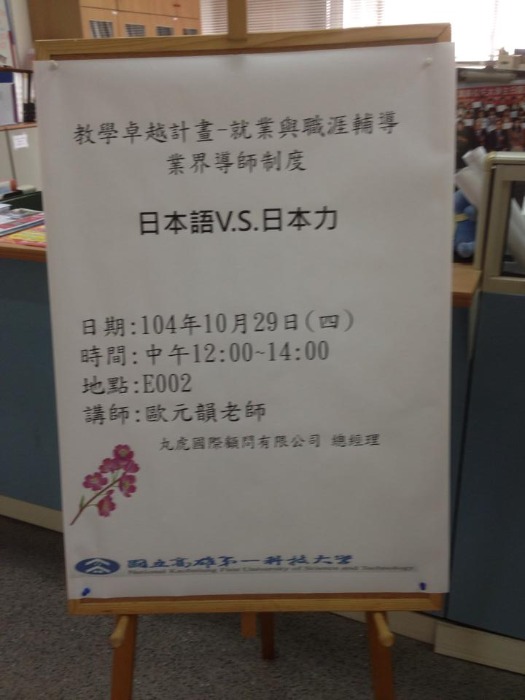 教學卓越計畫-就業與職涯輔導
業界導師制度
日本語V.S.日本力
日期:104年10月29日(四)
時間:中午12:00~14:00
地點:E002
講師:歐元韻老師
九虎國際顧問有限公司 總經理
國立高雄第一科技大學
National Kaohsiung First University of Science and Technology